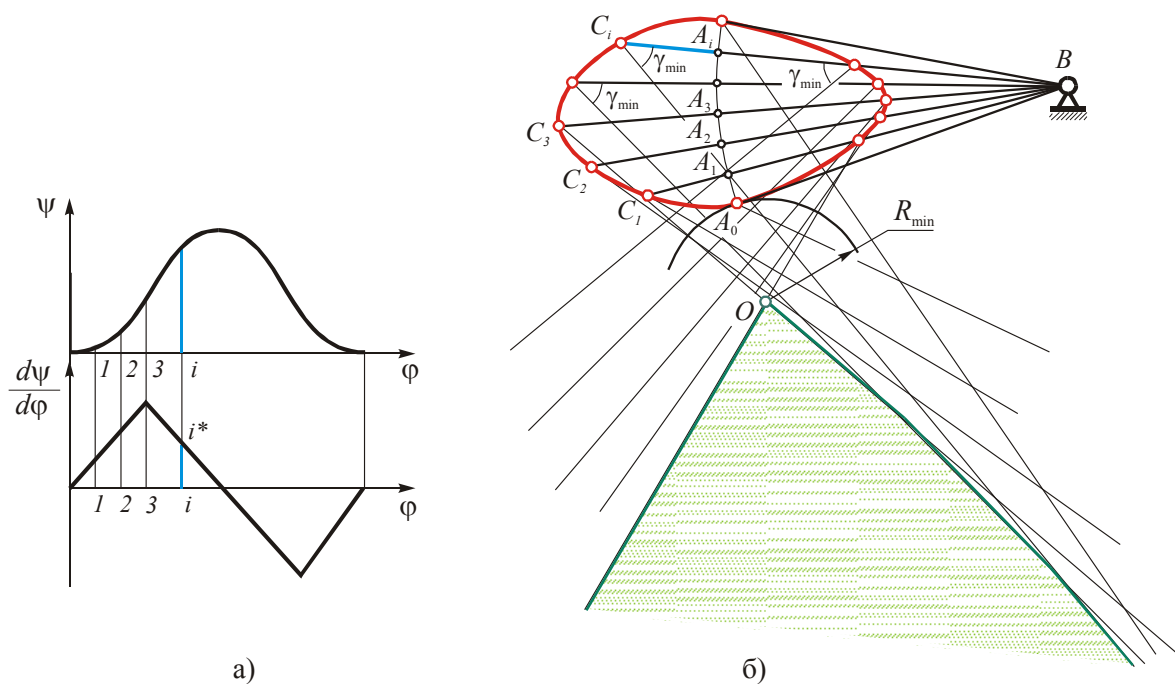 ψ
1 2 3 i φ
dψ
dφ
i*
1 2 3 i φ
а)
C_i A_i B
γ_min γ_min
γ_min
A_3
C_3 A_2
A_1
C_2
C_1 A_0 R_min
O
б)